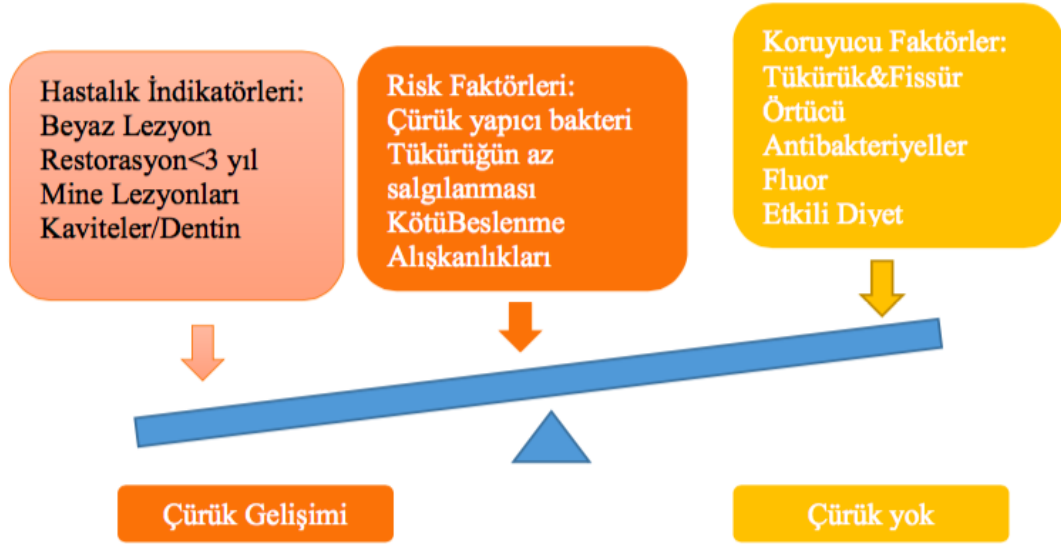 Hastalık İndikatörleri:
Beyaz Lezyon
Restorasyon<3 yıl
Mine Lezyonları
Kaviteler/Dentin
Risk Faktörleri:
Çürük yapıcı bakteri
Tükürüğün az
salgılanması
KötüBeslenme
Alışkanlıkları
Koruyucu Faktörler:
Tükürük&Fissür
Örtücü
Antibakteriyeller
Fluor
Etkili Diyet
Çürük Gelişimi
Çürük yok